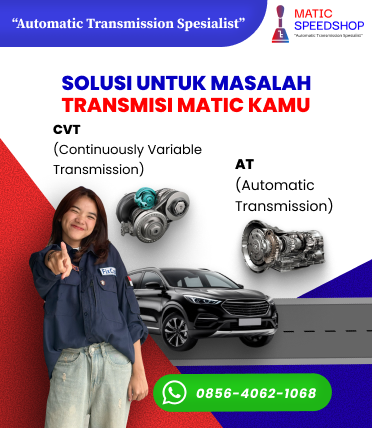 “Automatic Transmission Spesialist”
MATIC
SPEEDSHOP
"Automatic Transmission Spesialist"
SOLUSI UNTUK MASALAH
TRANSMISI MATIC KAMU
CVT
(Continuously Variable
Transmission)
AT
(Automatic
Transmission)
0856-4062-1068